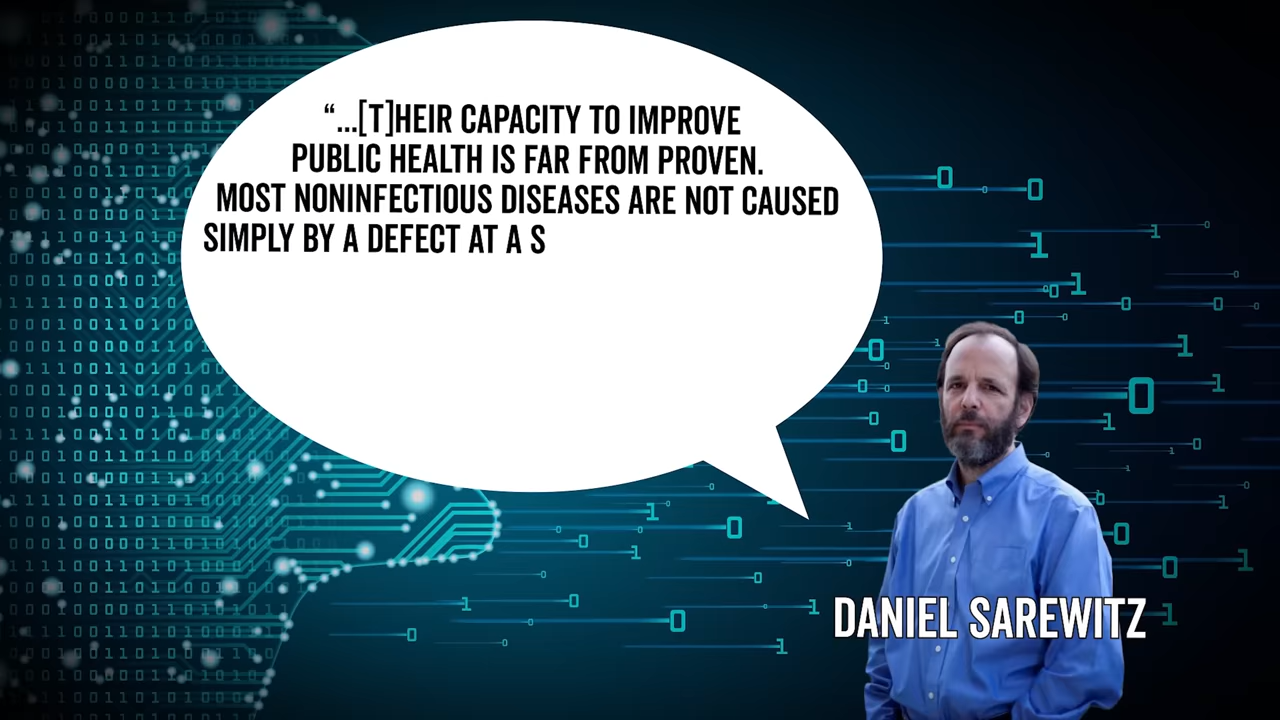 “...[T]HEIR CAPACITY TO IMPROVE
PUBLIC HEALTH IS FAR FROM PROVEN.
MOST NONINFECTIOUS DISEASES ARE NOT CAUSED
SIMPLY BY A DEFECT AT A S
DANIEL SAREWITZ